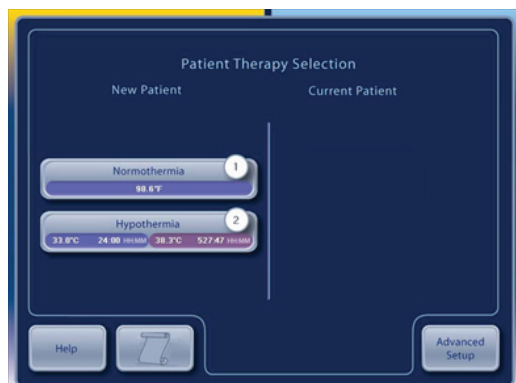 Patient Therapy Selection
New Patient
Current Patient
Normothermia
1
98.6°F
Hypothermia
2
33.0°C 24:00 HH:MM 38.3°C 527:47 HH:MM
Help
Advanced
Setup